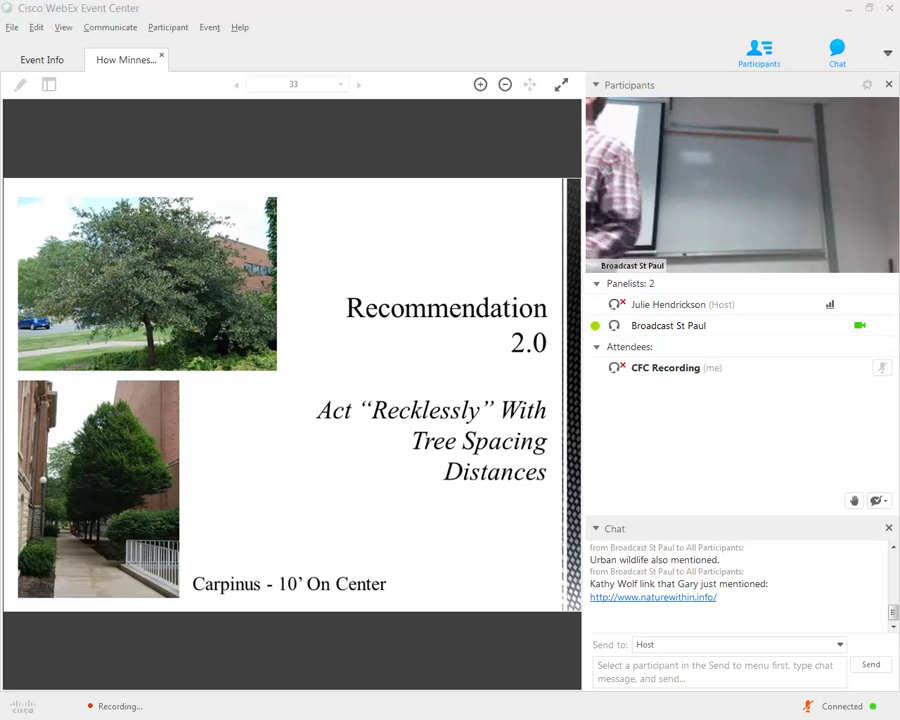 Cisco WebEx Event Center
File Edit View Communicate Participant Event Help
Event Info
How Minnes...
Participants
Chat
33
Participants
Broadcast St Paul
Panelists: 2
Julie Hendrickson (Host)
Broadcast St Paul
Attendees:
CFC Recording (me)
Recommendation
2.0
Act “Recklessly” With
Tree Spacing
Distances
Carpinus - 10’ On Center
Chat
from Broadcast St Paul to All Participants:
Urban wildlife also mentioned.
from Broadcast St Paul to All Participants:
Kathy Wolf link that Gary just mentioned:
http://www.naturewithin.info/
Send to: Host
Select a participant in the Send to menu first, type chat
message, and send...
Send
cisco
Recording...
Connected